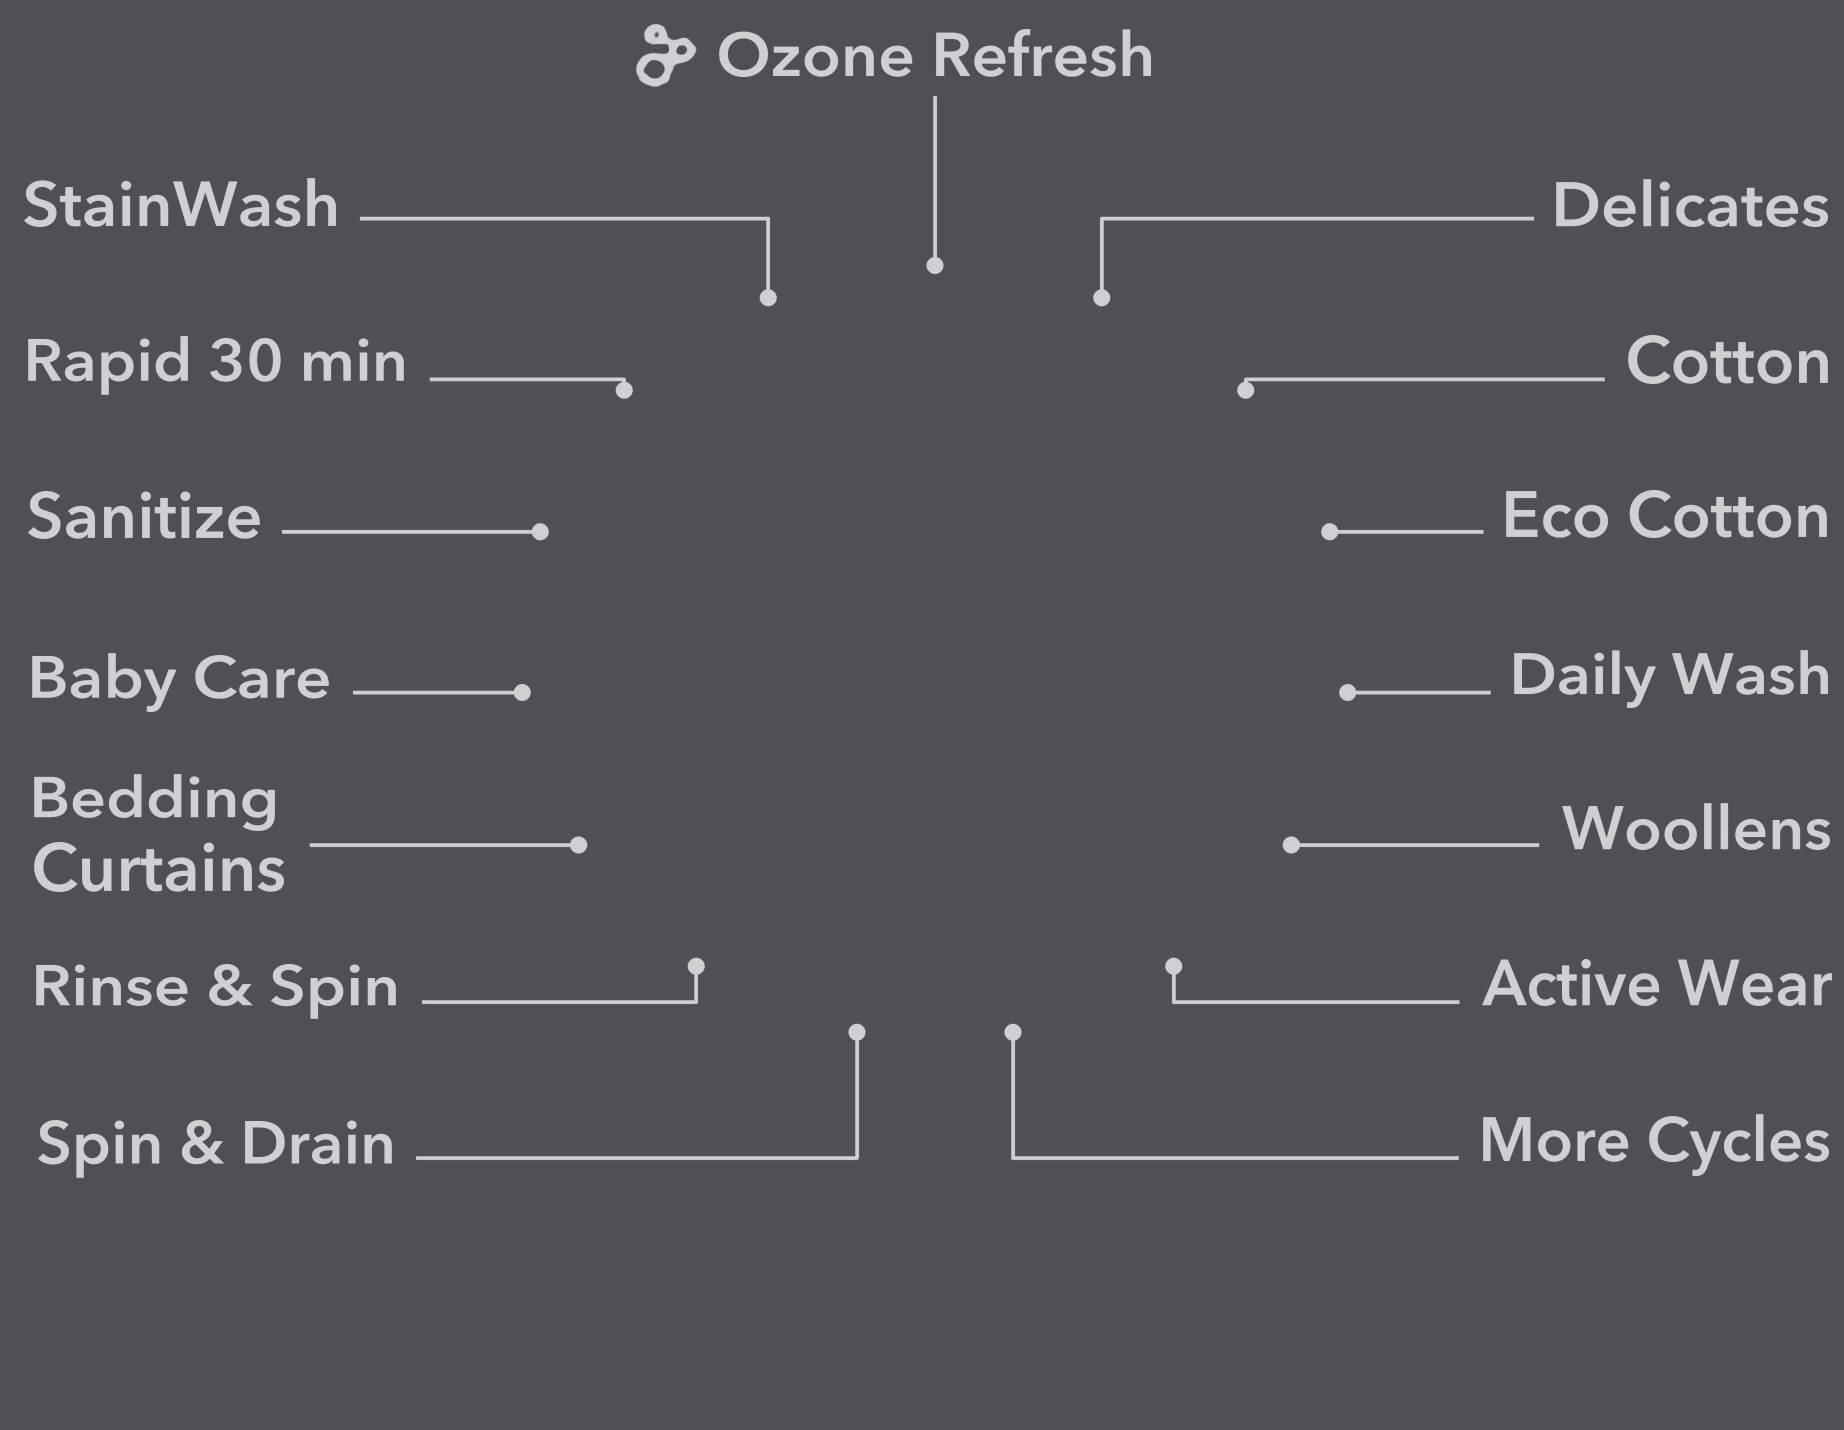 Ozone Refresh
StainWash
Delicates
Rapid 30 min
Cotton
Sanitize
Eco Cotton
Baby Care
Daily Wash
Bedding
Curtains
Woollens
Rinse & Spin
Active Wear
Spin & Drain
More Cycles